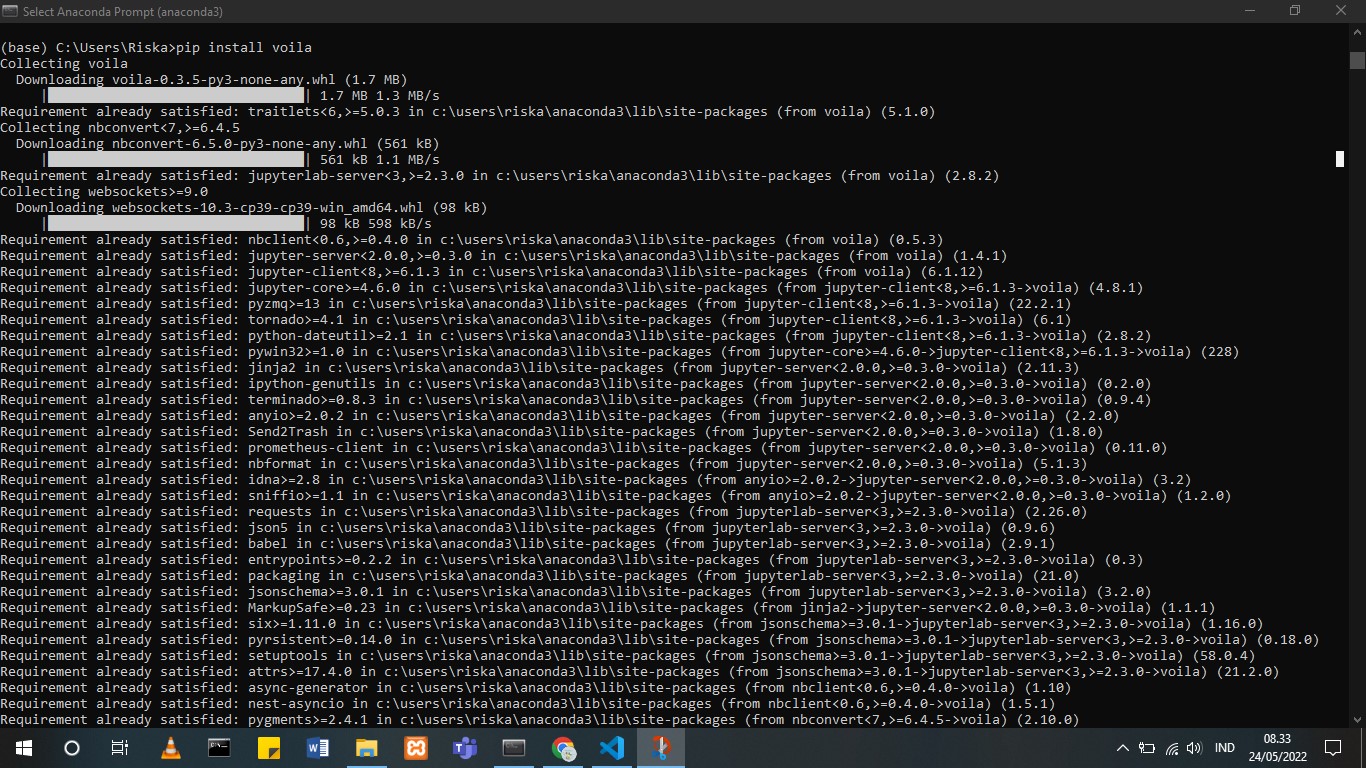 Select Anaconda Prompt (anaconda3)
(base) C:\Users\Riska>pip install voila
Collecting voila
Downloading voila-0.3.5-py3-none-any.whl (1.7 MB)
|████████████████████████████████| 1.7 MB 1.3 MB/s
Requirement already satisfied: traitlets<6,>=5.0.3 in c:\users\riska\anaconda3\lib\site-packages (from voila) (5.1.0)
Collecting nbconvert<7,>=6.4.5
Downloading nbconvert-6.5.0-py3-none-any.whl (561 kB)
|████████████████████████████████| 561 kB 1.1 MB/s
Requirement already satisfied: jupyterlab-server<3,>=2.3.0 in c:\users\riska\anaconda3\lib\site-packages (from voila) (2.8.2)
Collecting websockets>=9.0
Downloading websockets-10.3-cp39-cp39-win_amd64.whl (98 kB)
|████████████████████████████████| 98 kB 598 kB/s
Requirement already satisfied: nbclient<0.6,>=0.4.0 in c:\users\riska\anaconda3\lib\site-packages (from voila) (0.5.3)
Requirement already satisfied: jupyter-server<2.0.0,>=0.3.0 in c:\users\riska\anaconda3\lib\site-packages (from voila) (1.4.1)
Requirement already satisfied: jupyter-client<8,>=6.1.3 in c:\users\riska\anaconda3\lib\site-packages (from voila) (6.1.12)
Requirement already satisfied: jupyter-core>=4.6.0 in c:\users\riska\anaconda3\lib\site-packages (from jupyter-client<8,>=6.1.3->voila) (4.8.1)
Requirement already satisfied: pyzmq>=13 in c:\users\riska\anaconda3\lib\site-packages (from jupyter-client<8,>=6.1.3->voila) (22.2.1)
Requirement already satisfied: tornado>=4.1 in c:\users\riska\anaconda3\lib\site-packages (from jupyter-client<8,>=6.1.3->voila) (6.1)
Requirement already satisfied: python-dateutil>=2.1 in c:\users\riska\anaconda3\lib\site-packages (from jupyter-client<8,>=6.1.3->voila) (2.8.2)
Requirement already satisfied: pywin32>=1.0 in c:\users\riska\anaconda3\lib\site-packages (from jupyter-core>=4.6.0->jupyter-client<8,>=6.1.3->voila) (228)
Requirement already satisfied: jinja2 in c:\users\riska\anaconda3\lib\site-packages (from jupyter-server<2.0.0,>=0.3.0->voila) (2.11.3)
Requirement already satisfied: ipython-genutils in c:\users\riska\anaconda3\lib\site-packages (from jupyter-server<2.0.0,>=0.3.0->voila) (0.2.0)
Requirement already satisfied: terminado>=0.8.3 in c:\users\riska\anaconda3\lib\site-packages (from jupyter-server<2.0.0,>=0.3.0->voila) (0.9.4)
Requirement already satisfied: anyio>=2.0.2 in c:\users\riska\anaconda3\lib\site-packages (from jupyter-server<2.0.0,>=0.3.0->voila) (2.2.0)
Requirement already satisfied: Send2Trash in c:\users\riska\anaconda3\lib\site-packages (from jupyter-server<2.0.0,>=0.3.0->voila) (1.8.0)
Requirement already satisfied: prometheus-client in c:\users\riska\anaconda3\lib\site-packages (from jupyter-server<2.0.0,>=0.3.0->voila) (0.11.0)
Requirement already satisfied: nbformat in c:\users\riska\anaconda3\lib\site-packages (from jupyter-server<2.0.0,>=0.3.0->voila) (5.1.3)
Requirement already satisfied: idna>=2.8 in c:\users\riska\anaconda3\lib\site-packages (from anyio>=2.0.2->jupyter-server<2.0.0,>=0.3.0->voila) (3.2)
Requirement already satisfied: sniffio>=1.1 in c:\users\riska\anaconda3\lib\site-packages (from anyio>=2.0.2->jupyter-server<2.0.0,>=0.3.0->voila) (1.2.0)
Requirement already satisfied: requests in c:\users\riska\anaconda3\lib\site-packages (from jupyterlab-server<3,>=2.3.0->voila) (2.26.0)
Requirement already satisfied: json5 in c:\users\riska\anaconda3\lib\site-packages (from jupyterlab-server<3,>=2.3.0->voila) (0.9.6)
Requirement already satisfied: babel in c:\users\riska\anaconda3\lib\site-packages (from jupyterlab-server<3,>=2.3.0->voila) (2.9.1)
Requirement already satisfied: entrypoints>=0.2.2 in c:\users\riska\anaconda3\lib\site-packages (from jupyterlab-server<3,>=2.3.0->voila) (0.3)
Requirement already satisfied: packaging in c:\users\riska\anaconda3\lib\site-packages (from jupyterlab-server<3,>=2.3.0->voila) (21.0)
Requirement already satisfied: jsonschema>=3.0.1 in c:\users\riska\anaconda3\lib\site-packages (from jupyterlab-server<3,>=2.3.0->voila) (3.2.0)
Requirement already satisfied: MarkupSafe>=0.23 in c:\users\riska\anaconda3\lib\site-packages (from jinja2->jupyter-server<2.0.0,>=0.3.0->voila) (1.1.1)
Requirement already satisfied: six>=1.11.0 in c:\users\riska\anaconda3\lib\site-packages (from jsonschema>=3.0.1->jupyterlab-server<3,>=2.3.0->voila) (1.16.0)
Requirement already satisfied: pyrsistent>=0.14.0 in c:\users\riska\anaconda3\lib\site-packages (from jsonschema>=3.0.1->jupyterlab-server<3,>=2.3.0->voila) (0.18.0)
Requirement already satisfied: setuptools in c:\users\riska\anaconda3\lib\site-packages (from jsonschema>=3.0.1->jupyterlab-server<3,>=2.3.0->voila) (58.0.4)
Requirement already satisfied: attrs>=17.4.0 in c:\users\riska\anaconda3\lib\site-packages (from jsonschema>=3.0.1->jupyterlab-server<3,>=2.3.0->voila) (21.2.0)
Requirement already satisfied: async-generator in c:\users\riska\anaconda3\lib\site-packages (from nbclient<0.6,>=0.4.0->voila) (1.10)
Requirement already satisfied: nest-asyncio in c:\users\riska\anaconda3\lib\site-packages (from nbclient<0.6,>=0.4.0->voila) (1.5.1)
Requirement already satisfied: pygments>=2.4.1 in c:\users\riska\anaconda3\lib\site-packages (from nbconvert<7,>=6.4.5->voila) (2.10.0)
IND
08.33
24/05/2022